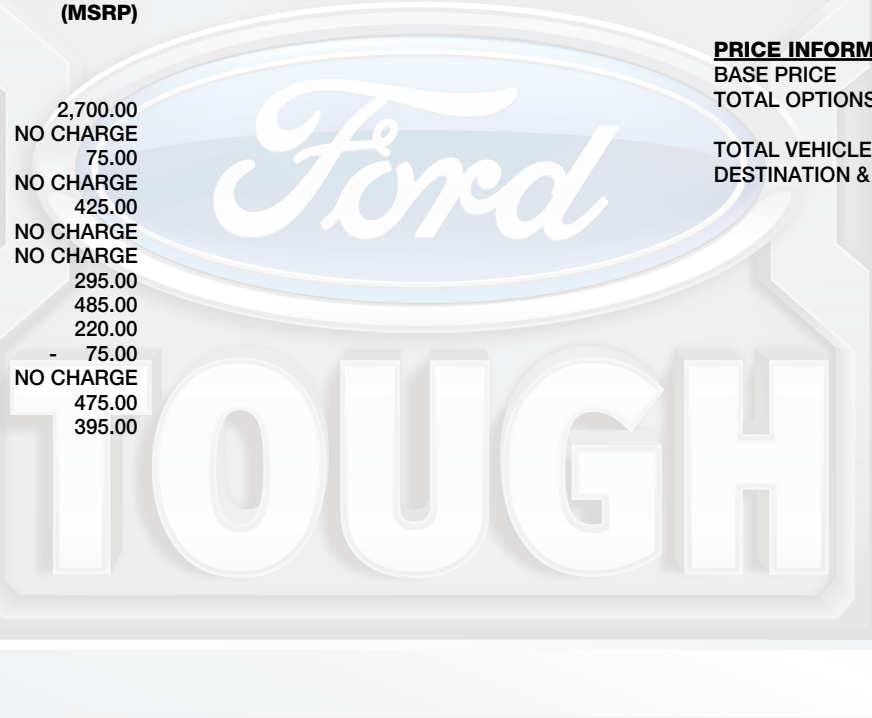 (MSRP)
2,700.00
NO CHARGE
75.00
NO CHARGE
425.00
NO CHARGE
NO CHARGE
295.00
485.00
220.00
- 75.00
NO CHARGE
475.00
395.00
PRICE INFORM
BASE PRICE
TOTAL OPTIONS
TOTAL VEHICLE
DESTINATION &
Ford
TOUGH